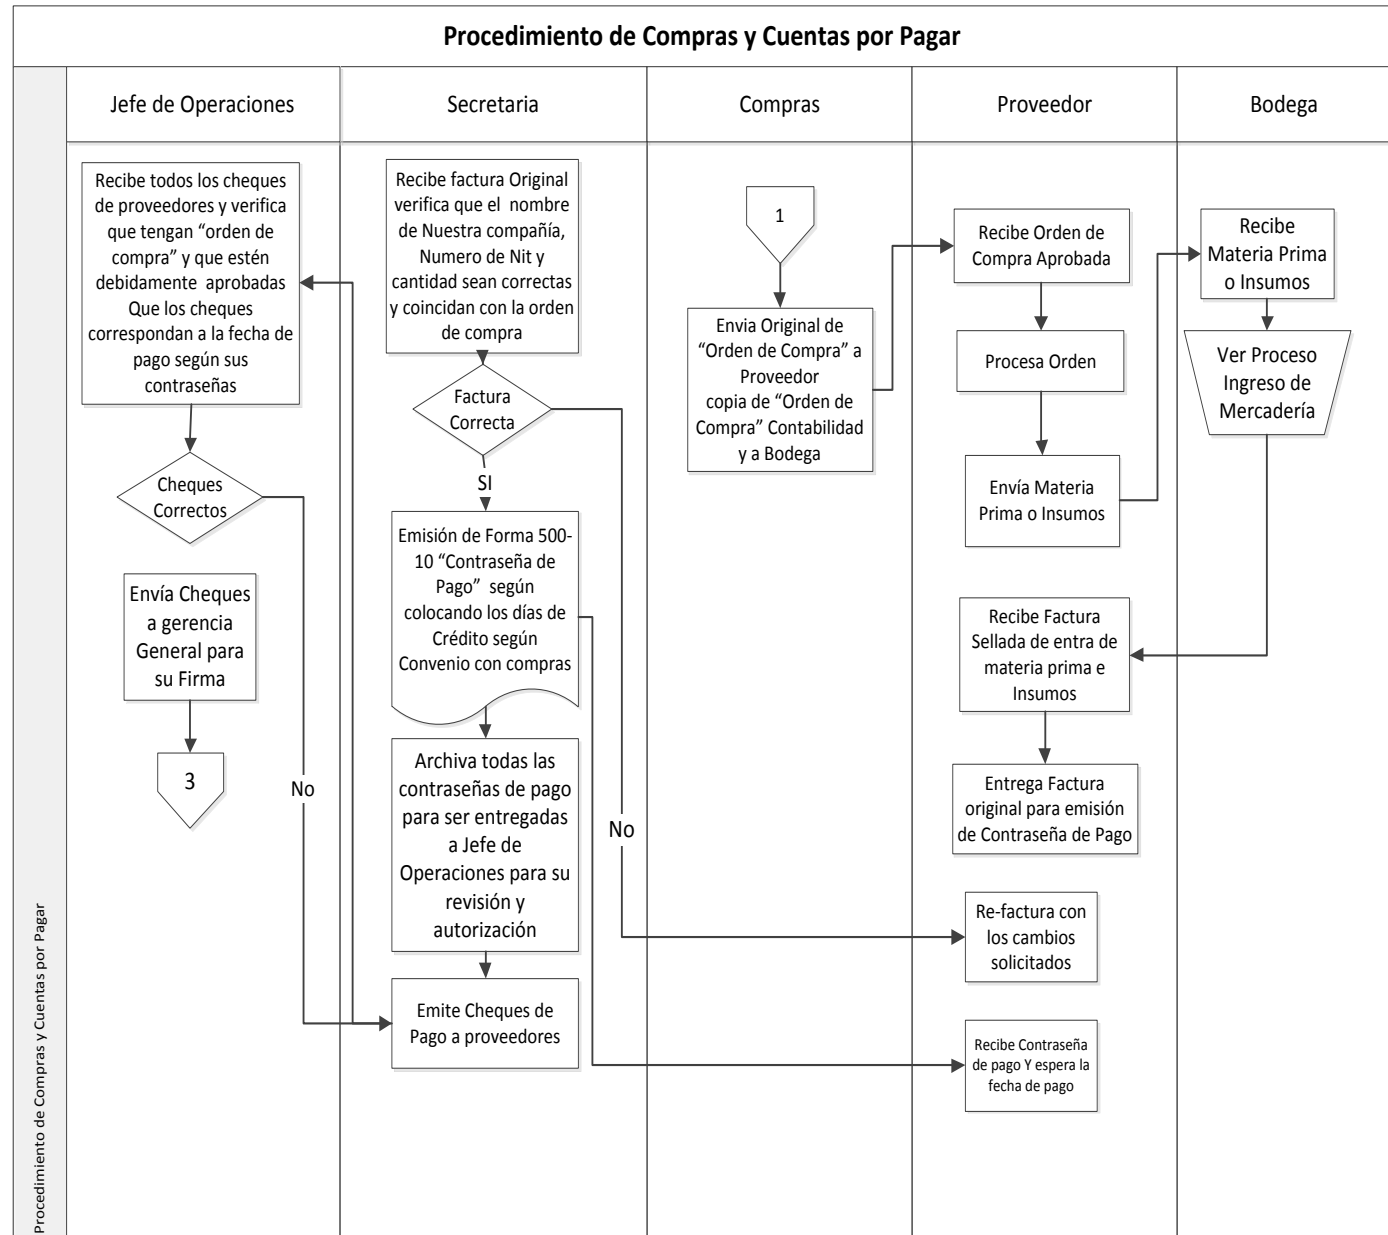 Procedimiento de Compras y Cuentas por Pagar
Jefe de Operaciones
Secretaria
Compras
Proveedor
Bodega
Recibe todos los cheques
de proveedores y verifica
que tengan “orden de
compra” y que estén
debidamente aprobadas
Que los cheques
correspondan a la fecha de
pago según sus
contraseñas
Cheques
Correctos
Envía Cheques
a gerencia
General para
su Firma
3
No
Recibe factura Original
verifica que el nombre
de Nuestra compañía,
Numero de Nit y
cantidad sean correctas
y coincidan con la orden
de compra
Factura
Correcta
SI
Emisión de Forma 500-
10 “Contraseña de
Pago” según
colocando los días de
Crédito según
Convenio con compras
Archiva todas las
contraseñas de pago
para ser entregadas
a Jefe de
Operaciones para su
revisión y
autorización
Emite Cheques de
Pago a proveedores
No
1
Envia Original de
“Orden de Compra” a
Proveedor
copia de “Orden de
Compra” Contabilidad
y a Bodega
Recibe Orden de
Compra Aprobada
Procesa Orden
Envía Materia
Prima o Insumos
Recibe Factura
Sellada de entra de
materia prima e
Insumos
Entrega Factura
original para emisión
de Contraseña de Pago
Re-factura con
los cambios
solicitados
Recibe Contraseña
de pago Y espera la
fecha de pago
Recibe
Materia Prima
o Insumos
Ver Proceso
Ingreso de
Mercadería
Procedimiento de Compras y Cuentas por Pagar